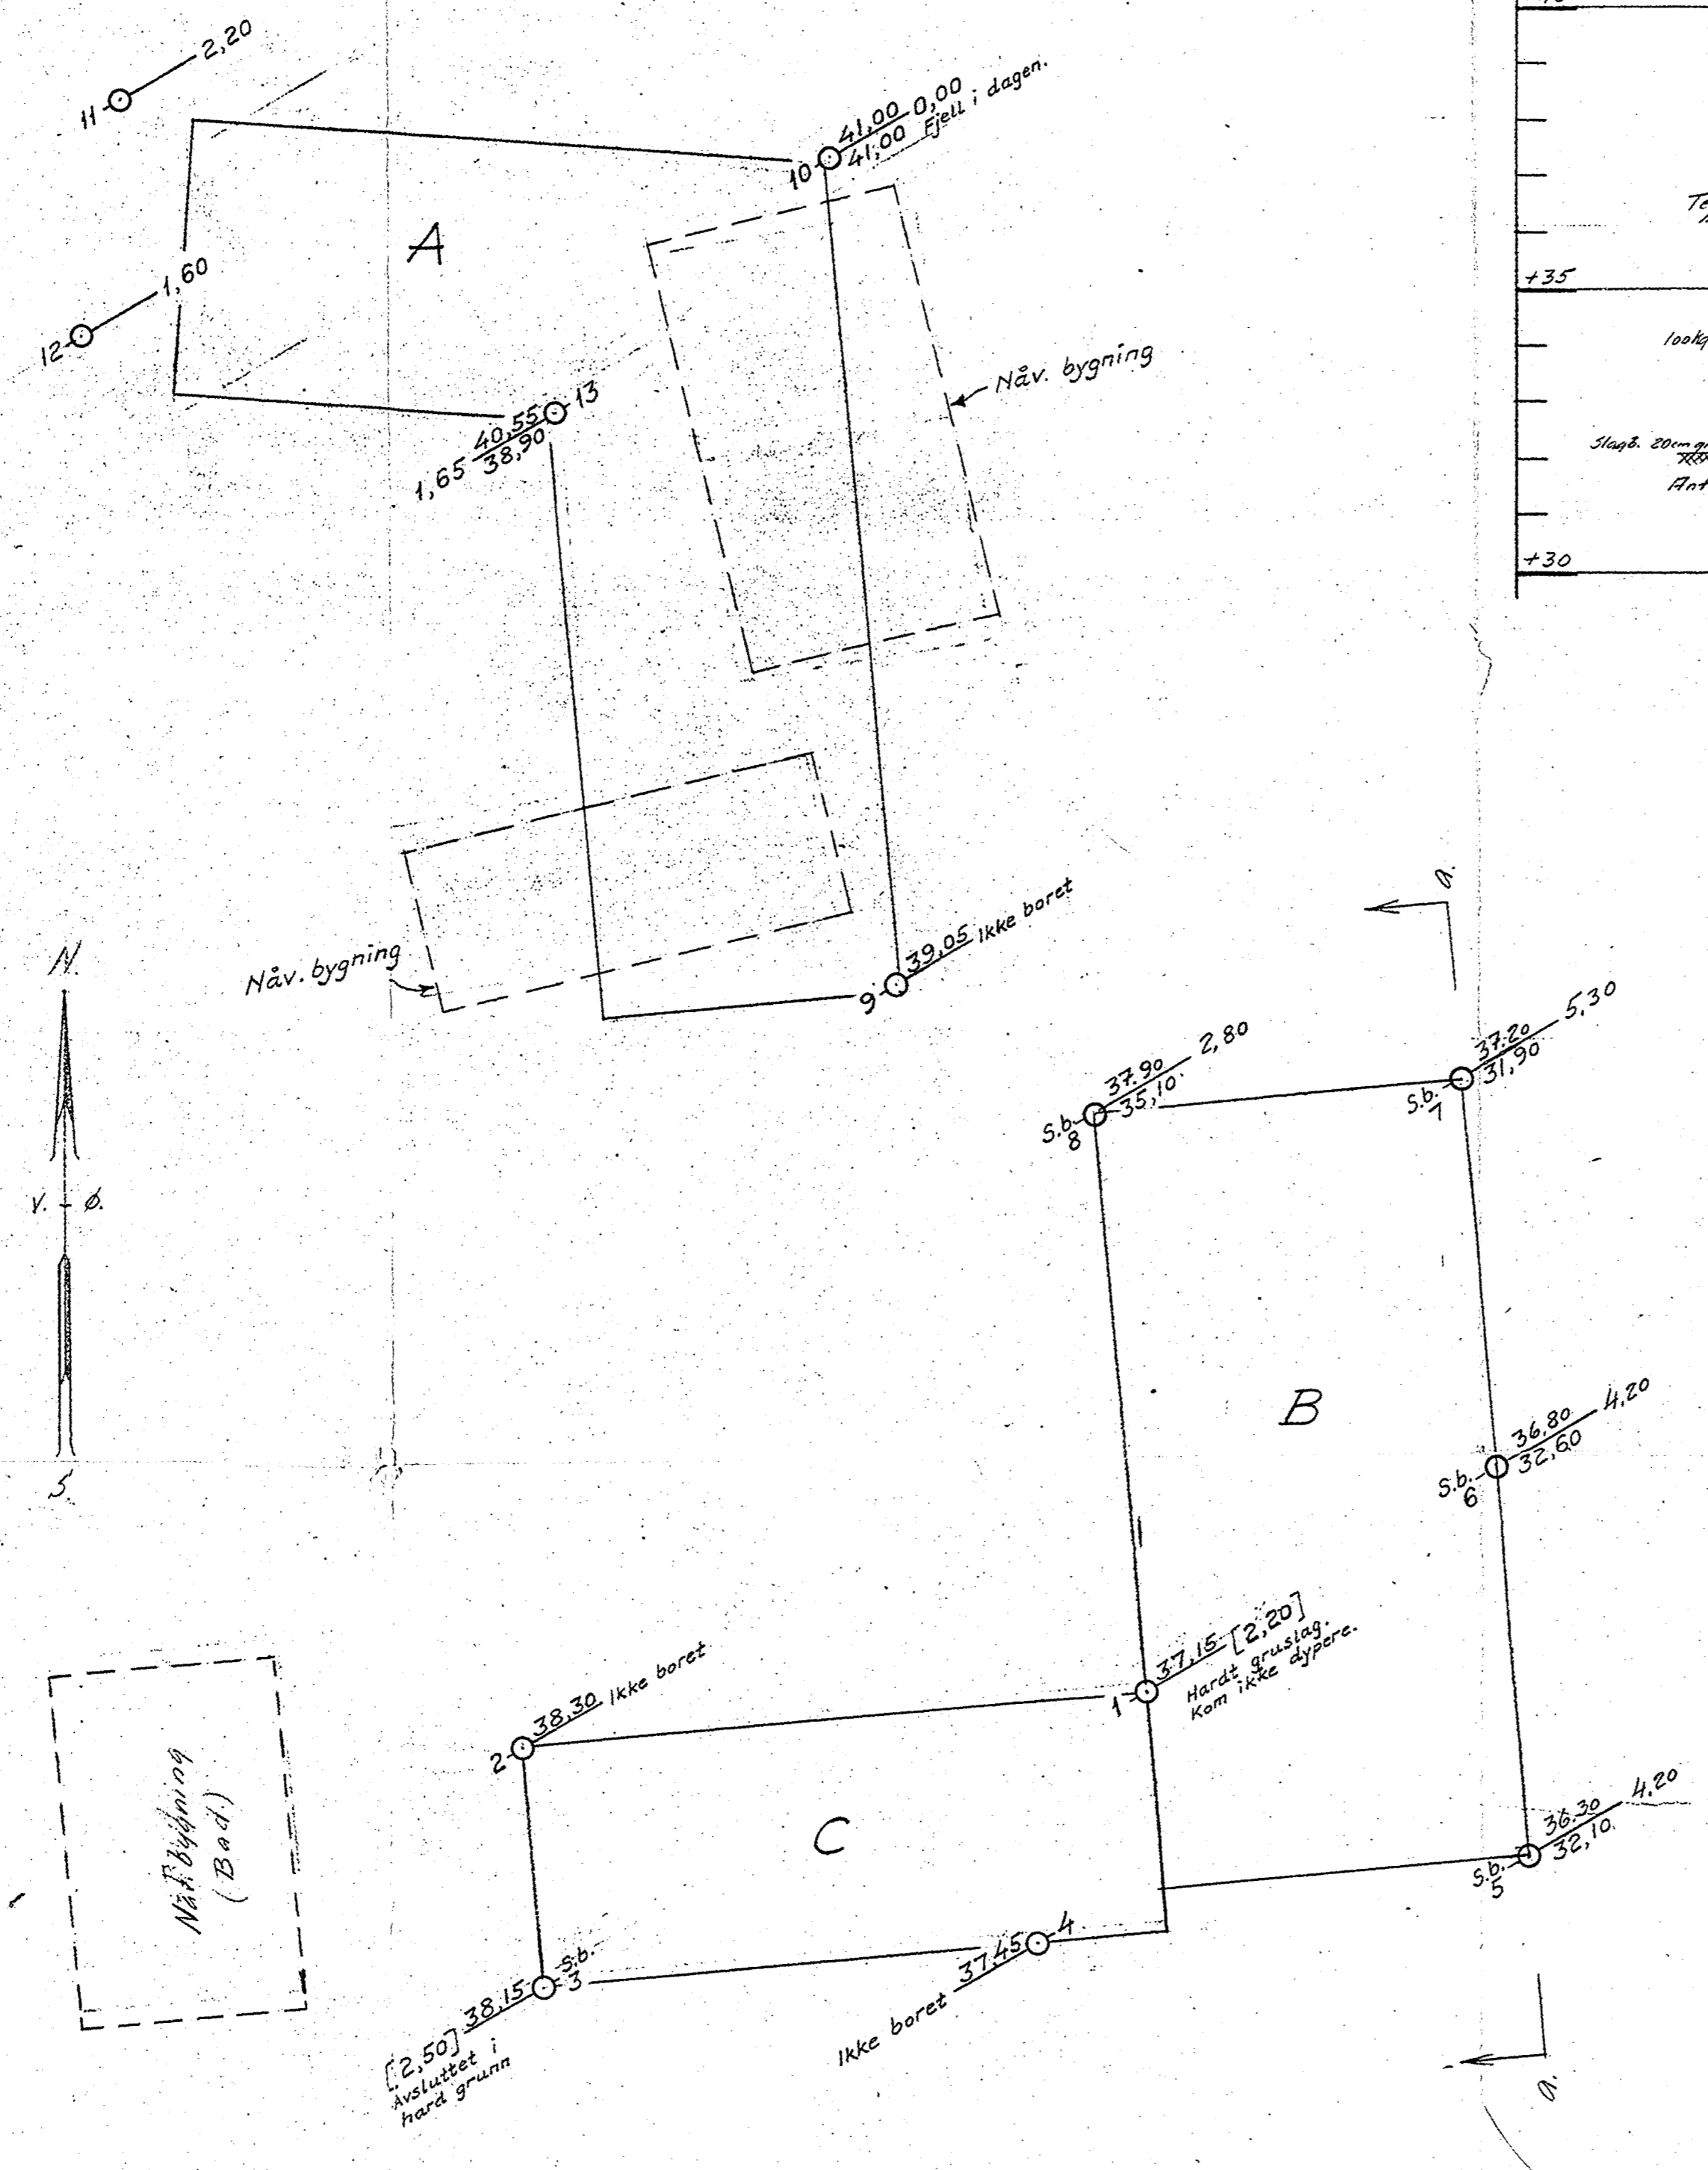 2,20
11
41,00 0,00
41,00 Fjell i dagen.
10
A
1,60
12
13
40,55
1,65 38,90
Nåv. bygning
+35
100kg
Slagb. 20cm
+30
Nåv. bygning
39,05 Ikke boret
9
N.
V. Ø.
S.
a.
37.90 2,80
35,10.
S.b.
8
37.20 5,30
31,90
S.b.
7
B
36,80 4,20
32,60
S.b.
6
37,15 [2,20]
Hardt gruslag.
Kom ikke dypere.
1
38,30 Ikke boret
2
Nåv. bygning
(Bad.)
C
36.30 4.20
32,10
S.b.
5
4
37,45
Ikke boret
S.b.
3
38,15
[2,50]
Avsluttet i
hard grunn
a.